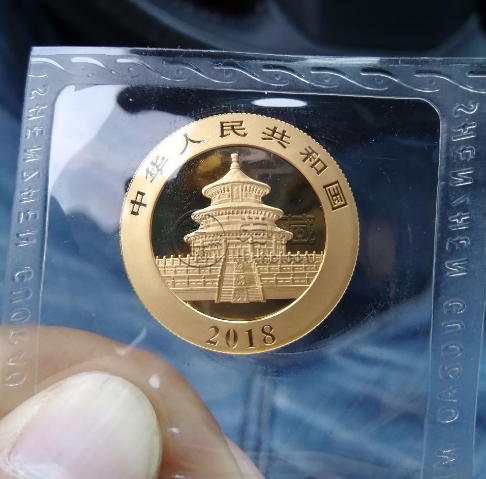 中华人民共和国
2018
SHENZHEN GUOBAO
SHENZHEN GUOBAO M